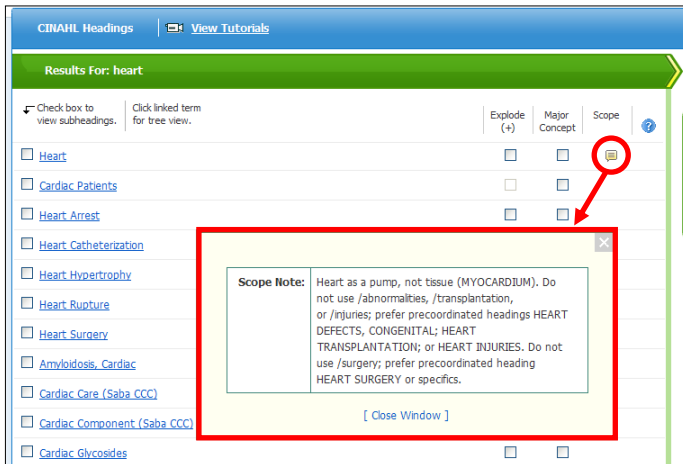 CINAHL Headings
View Tutorials
Results For: heart
Check box to
view subheadings.
Click linked term
for tree view.
Explode
(+)
Major
Concept
Scope
?
Heart
Cardiac Patients
Heart Arrest
Heart Catheterization
Heart Hypertrophy
Heart Rupture
Heart Surgery
Amyloidosis, Cardiac
Cardiac Care (Saba CCC)
Cardiac Component (Saba CCC)
Cardiac Glycosides
Scope Note:
Heart as a pump, not tissue (MYOCARDIUM). Do
not use /abnormalities, /transplantation,
or /injuries; prefer precoordinated headings HEART
DEFECTS, CONGENITAL; HEART
TRANSPLANTATION; or HEART INJURIES. Do not
use /surgery; prefer precoordinated heading
HEART SURGERY or specifics.
[ Close Window ]